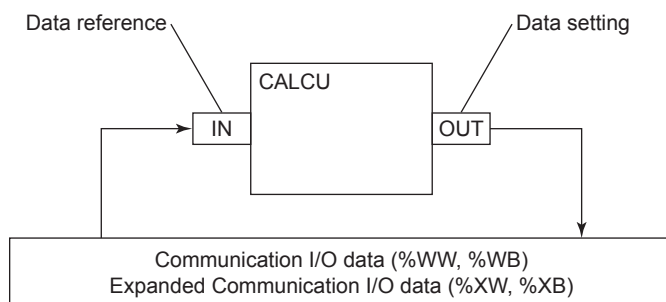 Data reference
Data setting
CALCU
IN
OUT
Communication I/O data (%WW, %WB)
Expanded Communication I/O data (%XW, %XB)